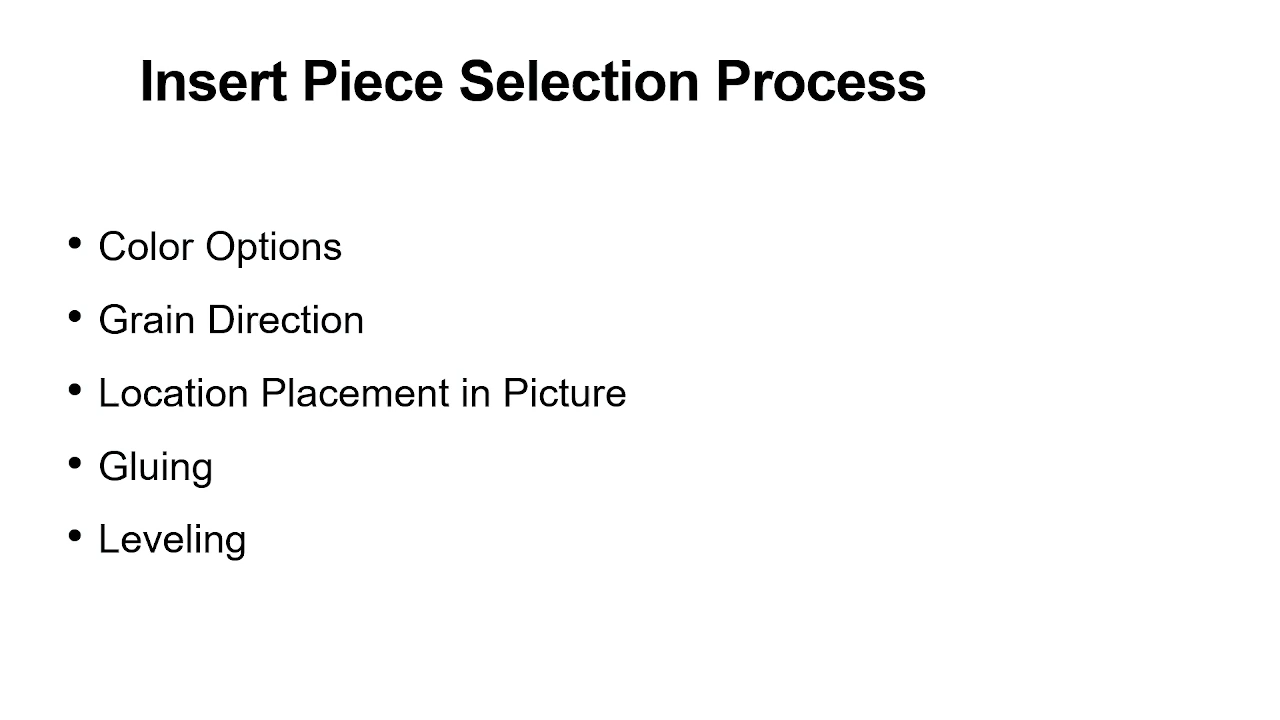 Insert Piece Selection Process
• Color Options
• Grain Direction
• Location Placement in Picture
• Gluing
• Leveling